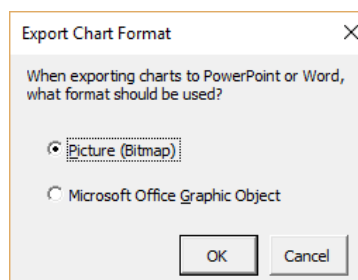 Export Chart Format
When exporting charts to PowerPoint or Word,
what format should be used?
Picture (Bitmap)
Microsoft Office Graphic Object
OK Cancel